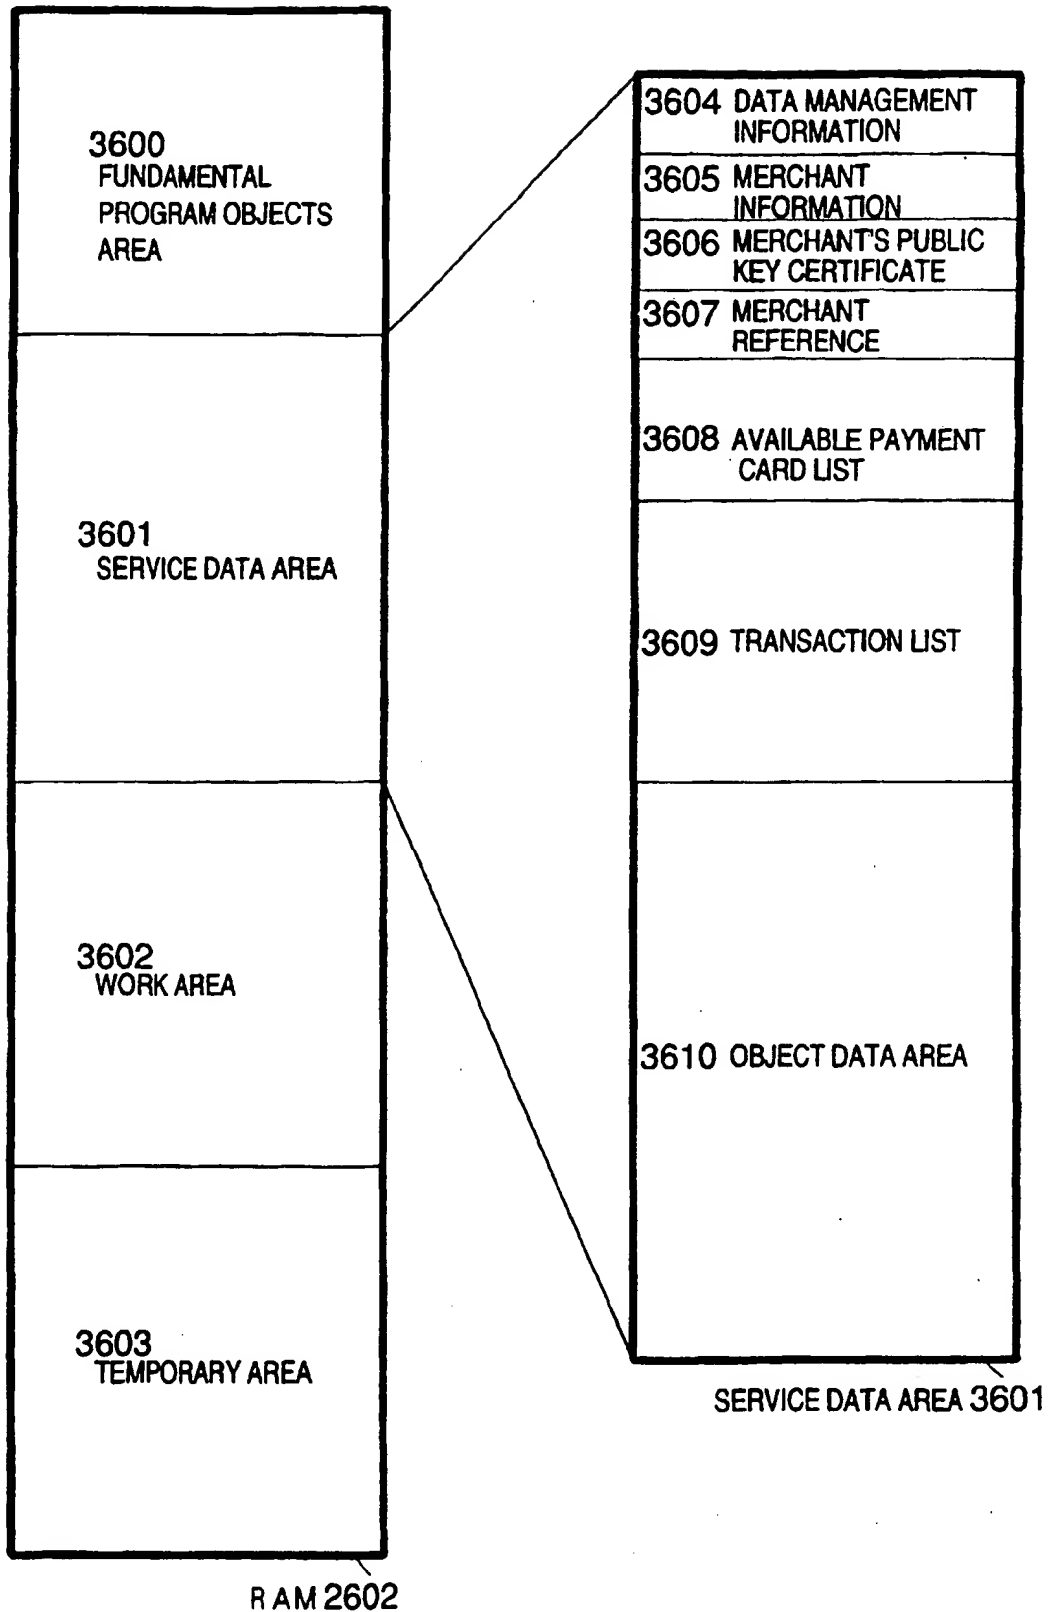 3600
FUNDAMENTAL
PROGRAM OBJECTS
AREA
3601
SERVICE DATA AREA
3602
WORK AREA
3603
TEMPORARY AREA
RAM 2602
3604 DATA MANAGEMENT
INFORMATION
3605 MERCHANT
INFORMATION
3606 MERCHANT'S PUBLIC
KEY CERTIFICATE
3607 MERCHANT
REFERENCE
3608 AVAILABLE PAYMENT
CARD LIST
3609 TRANSACTION LIST
3610 OBJECT DATA AREA
SERVICE DATA AREA 3601